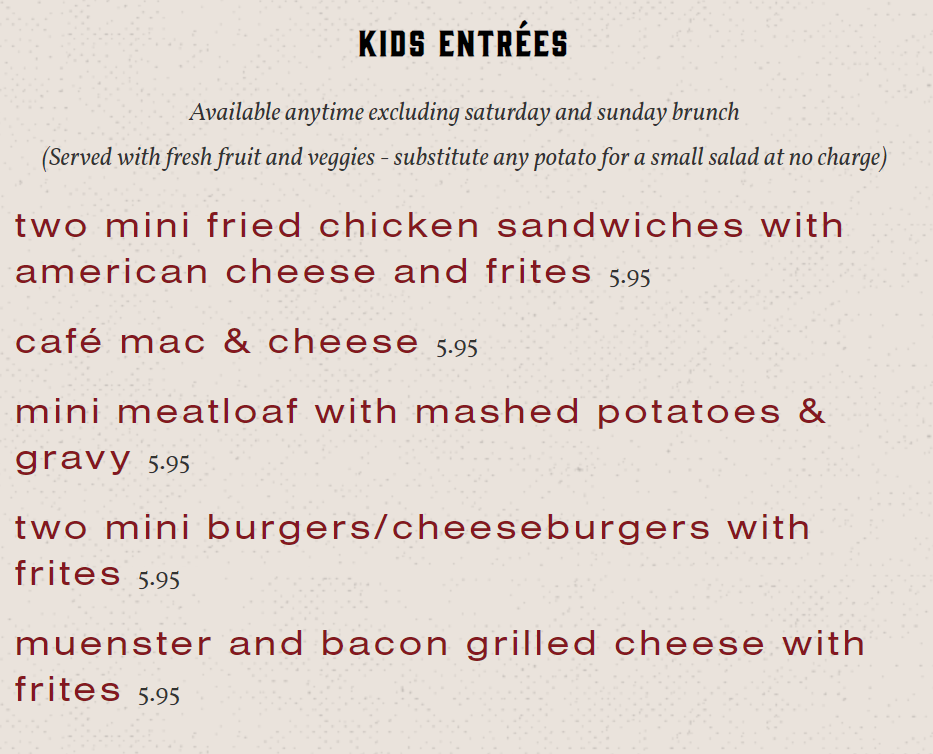 KIDS ENTRÉES
Available anytime excluding saturday and sunday brunch
(Served with fresh fruit and veggies - substitute any potato for a small salad at no charge)
two mini fried chicken sandwiches with
american cheese and frites 5.95
café mac & cheese 5.95
mini meatloaf with mashed potatoes &
gravy 5.95
two mini burgers/cheeseburgers with
frites 5.95
muenster and bacon grilled cheese with
frites 5.95